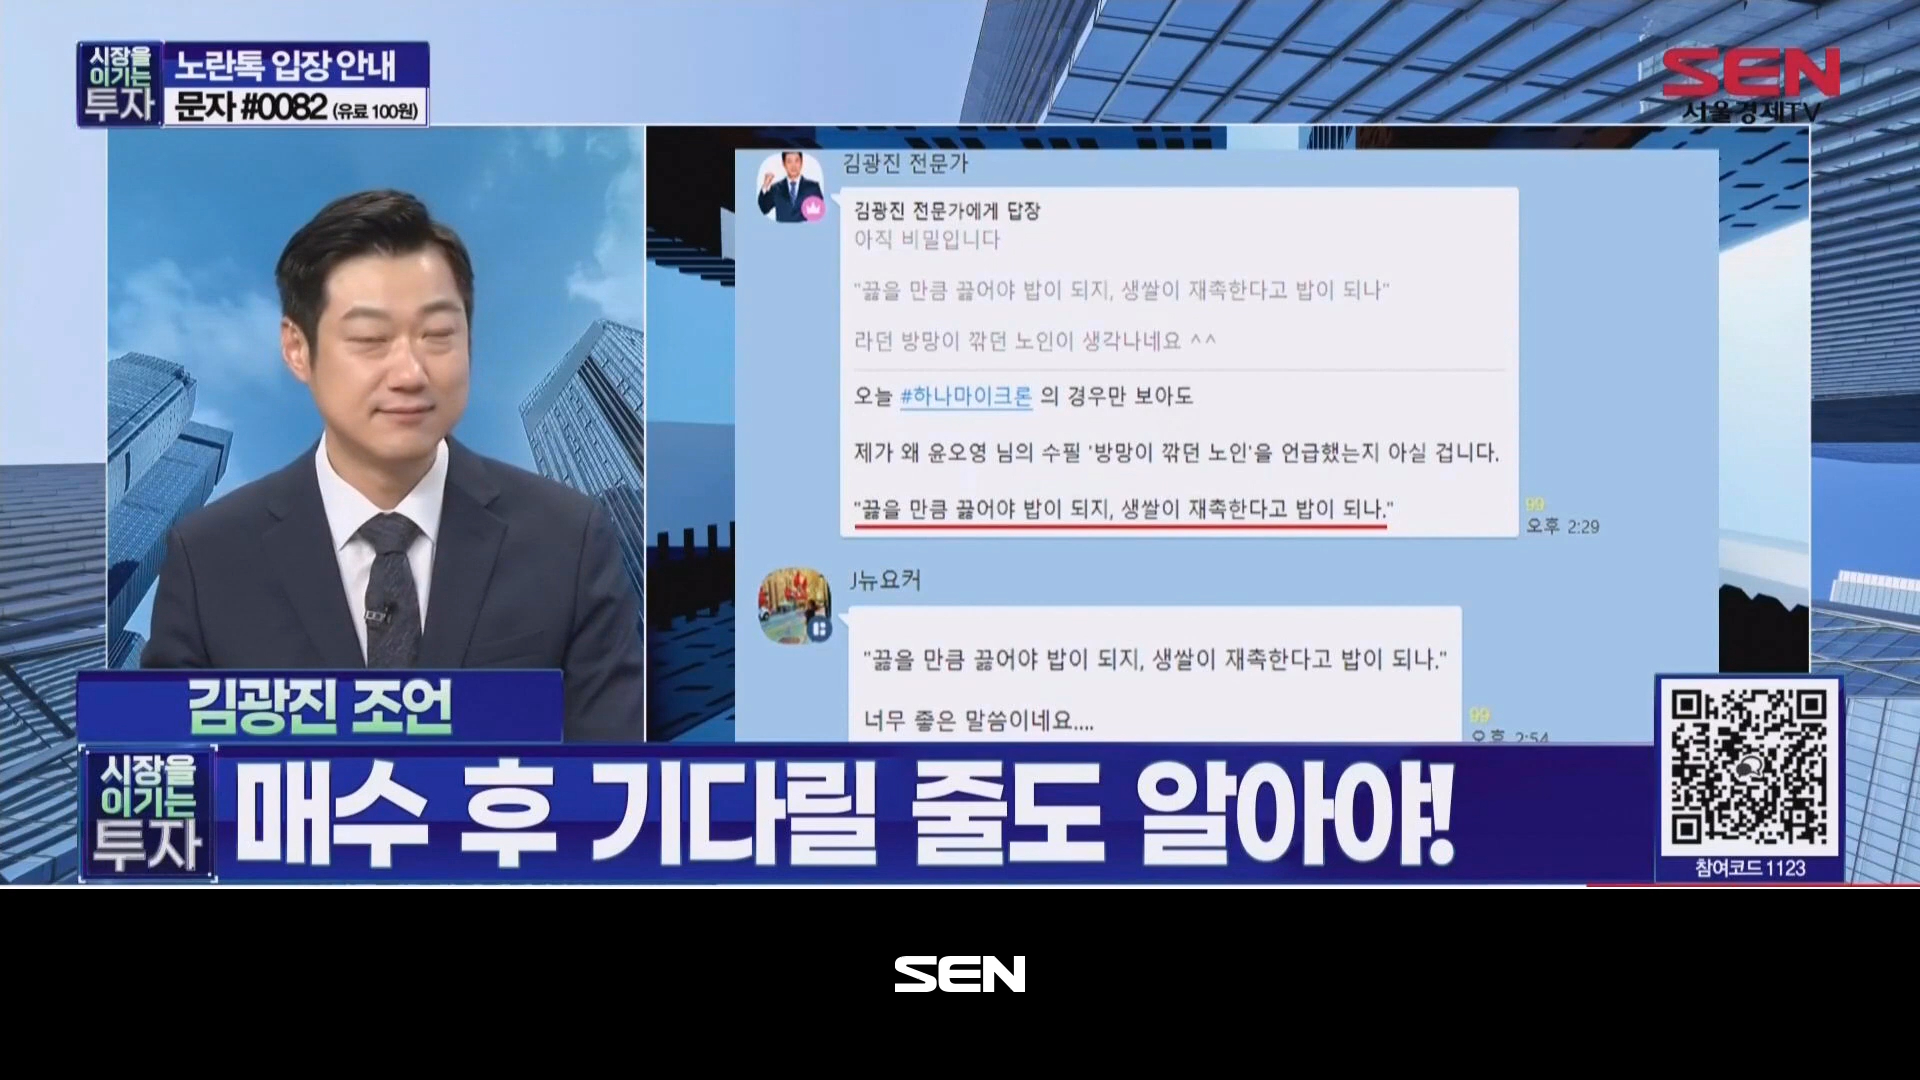 시장을
이기는
투자
노란톡 입장 안내
문자 #0082 (유료 100원)
SEN
서울경제TV
김광진 전문가
김광진 전문가에게 답장
아직 비밀입니다
"끓을 만큼 끓어야 밥이 되지, 생쌀이 재촉한다고 밥이 되나"
라던 방망이 깎던 노인이 생각나네요 ^^
오늘 #하나마이크론 의 경우만 보아도
제가 왜 윤오영 님의 수필 '방망이 깎던 노인'을 언급했는지 아실 겁니다.
"끓을 만큼 끓어야 밥이 되지, 생쌀이 재촉한다고 밥이 되나."
99
오후 2:29
J뉴요커
"끓을 만큼 끓어야 밥이 되지, 생쌀이 재촉한다고 밥이 되나."
너무 좋은 말씀이네요....
99
오후 2:54
김광진 조언
시장을
이기는
투자
매수 후 기다릴 줄도 알아야!
참여코드 1123
SEN